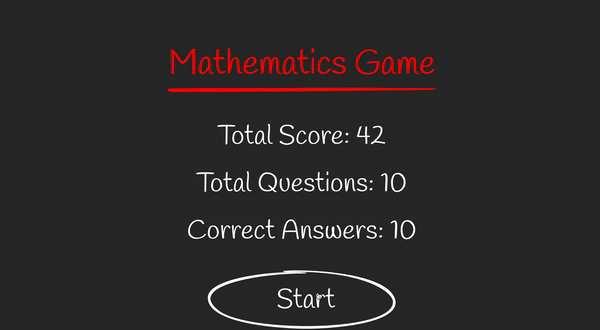 Mathematics Game
Total Score: 42
Total Questions: 10
Correct Answers: 10
Start